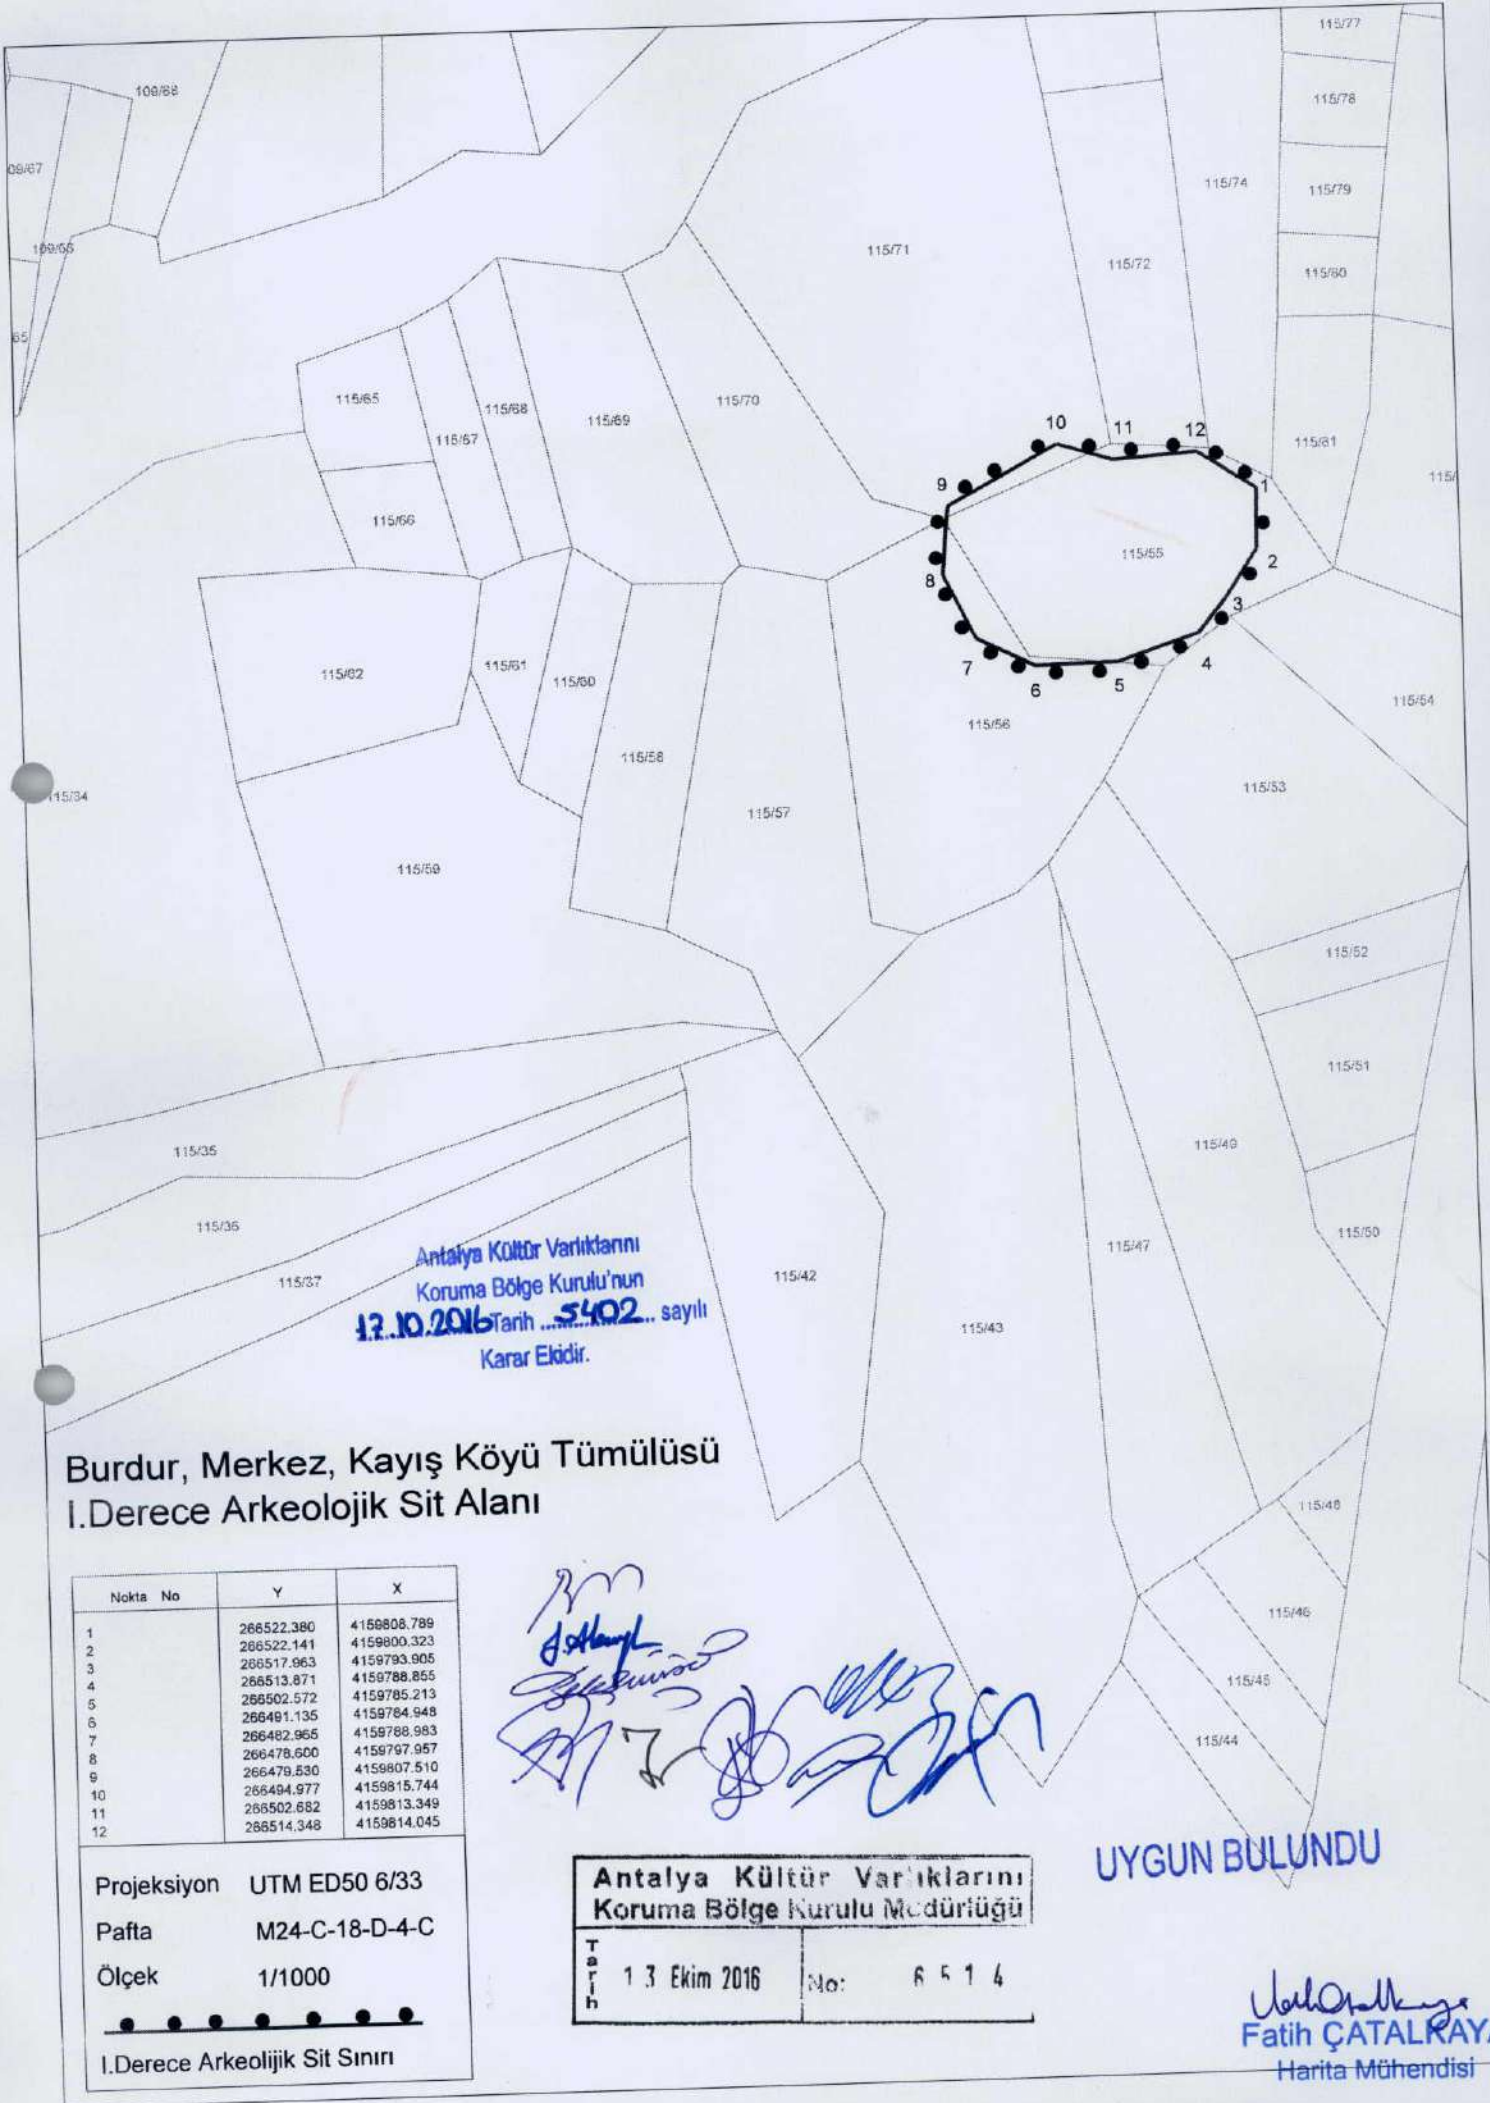 115/77
109/68
115/78
09/67
115/74
115/79
109/66
115/71
115/72
115/80
65
115/65
115/68
115/70
115/67
115/69
10
11
12
115/81
115/
9
1
115/66
115/55
2
8
3
115/62
115/61
115/60
7
4
6
5
115/54
115/56
115/58
115/34
115/57
115/53
115/59
115/52
115/51
115/35
115/49
115/36
115/50
115/47
115/37
115/42
115/43
Antalya Kültür Varlıklarını
Koruma Bölge Kurulu'nun
17.10.2016 Tarih ...5402... sayılı
Karar Ekidir.
Burdur, Merkez, Kayış Köyü Tümülüsü
I.Derece Arkeolojik Sit Alanı
115/48
115/46
115/45
115/44
Nokta No Y X
1 266522.380 4159808.789
2 266522.141 4159800.323
3 266517.963 4159793.905
4 266513.871 4159788.855
5 266502.572 4159785.213
6 266491.135 4159784.948
7 266482.965 4159788.983
8 266478.600 4159797.957
9 266479.530 4159807.510
10 266494.977 4159815.744
11 266502.682 4159813.349
12 266514.348 4159814.045
Projeksiyon UTM ED50 6/33
Pafta M24-C-18-D-4-C
Ölçek 1/1000
I.Derece Arkeolijik Sit Sınırı
Antalya Kültür Varlıklarını
Koruma Bölge Kurulu Müdürlüğü
Tarih 13 Ekim 2016 No: 6514
UYGUN BULUNDU
Fatih ÇATALKAYA
Harita Mühendisi